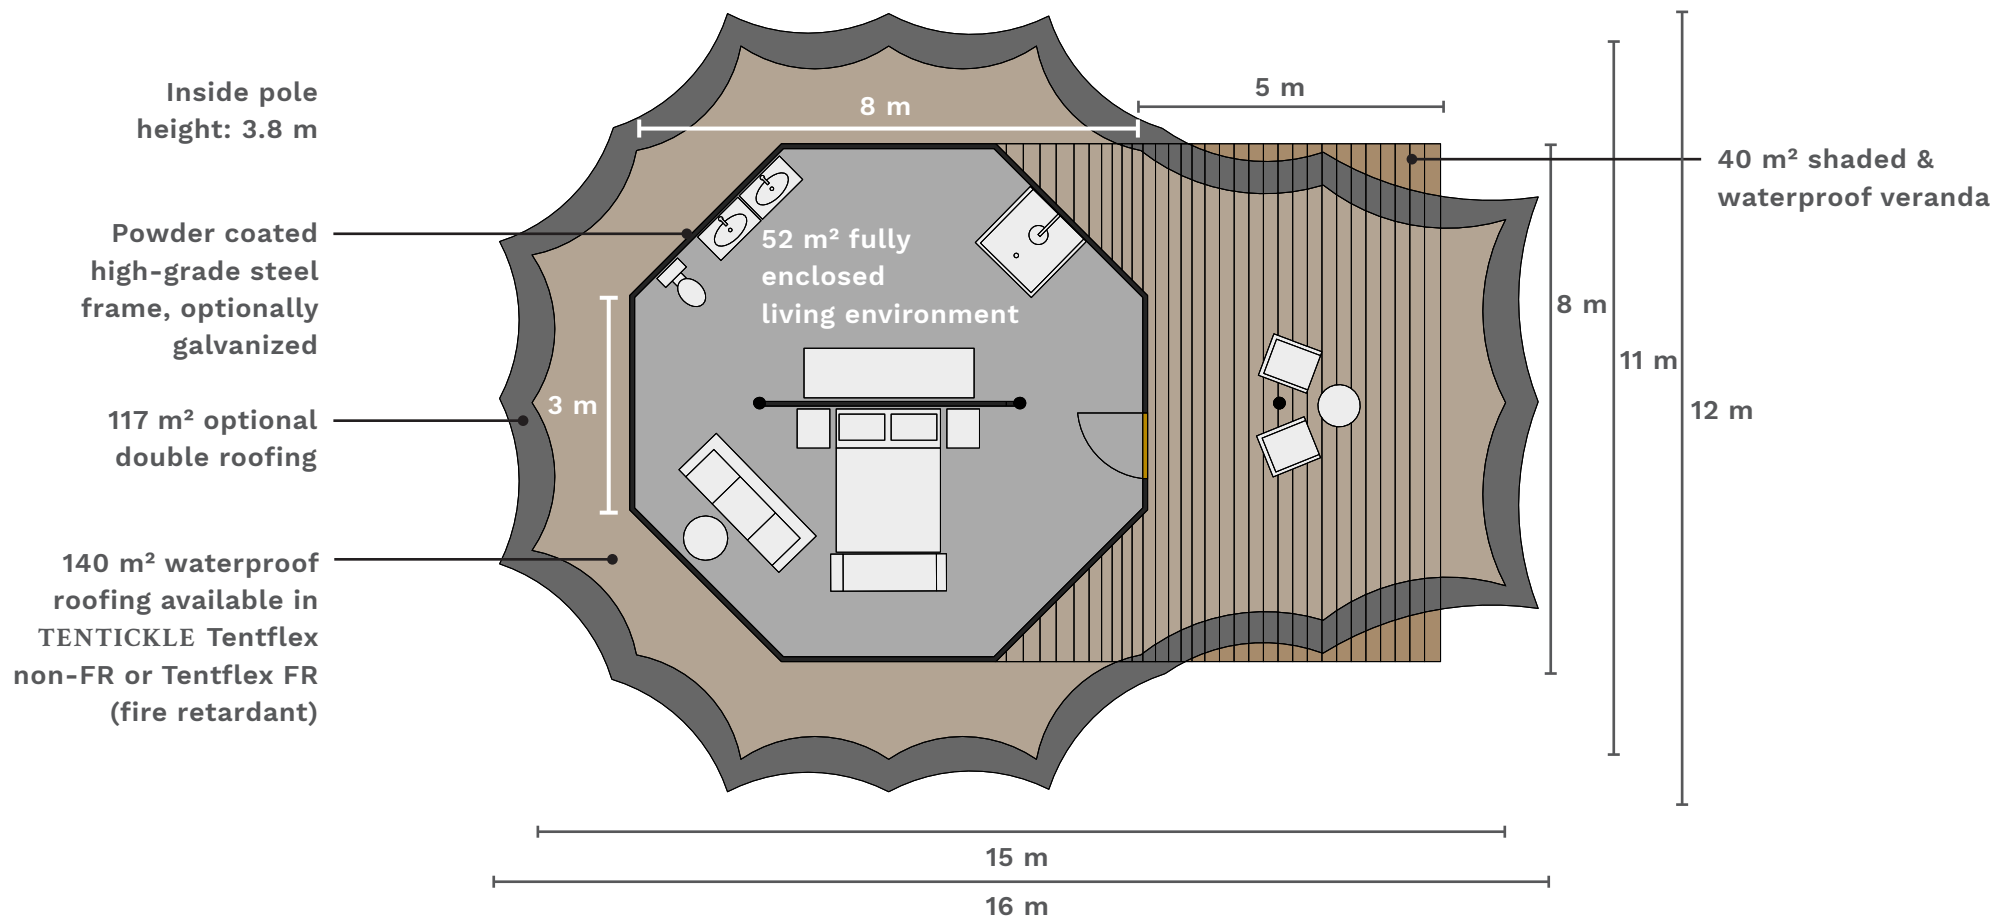 Inside pole
height: 3.8 m
Powder coated
high-grade steel
frame, optionally
galvanized
117 m² optional
double roofing
140 m² waterproof
roofing available in
TENTICKLE Tentflex
non-FR or Tentflex FR
(fire retardant)
8 m
52 m² fully
enclosed
living environment
3 m
5 m
40 m² shaded &
waterproof veranda
8 m
11 m
12 m
15 m
16 m